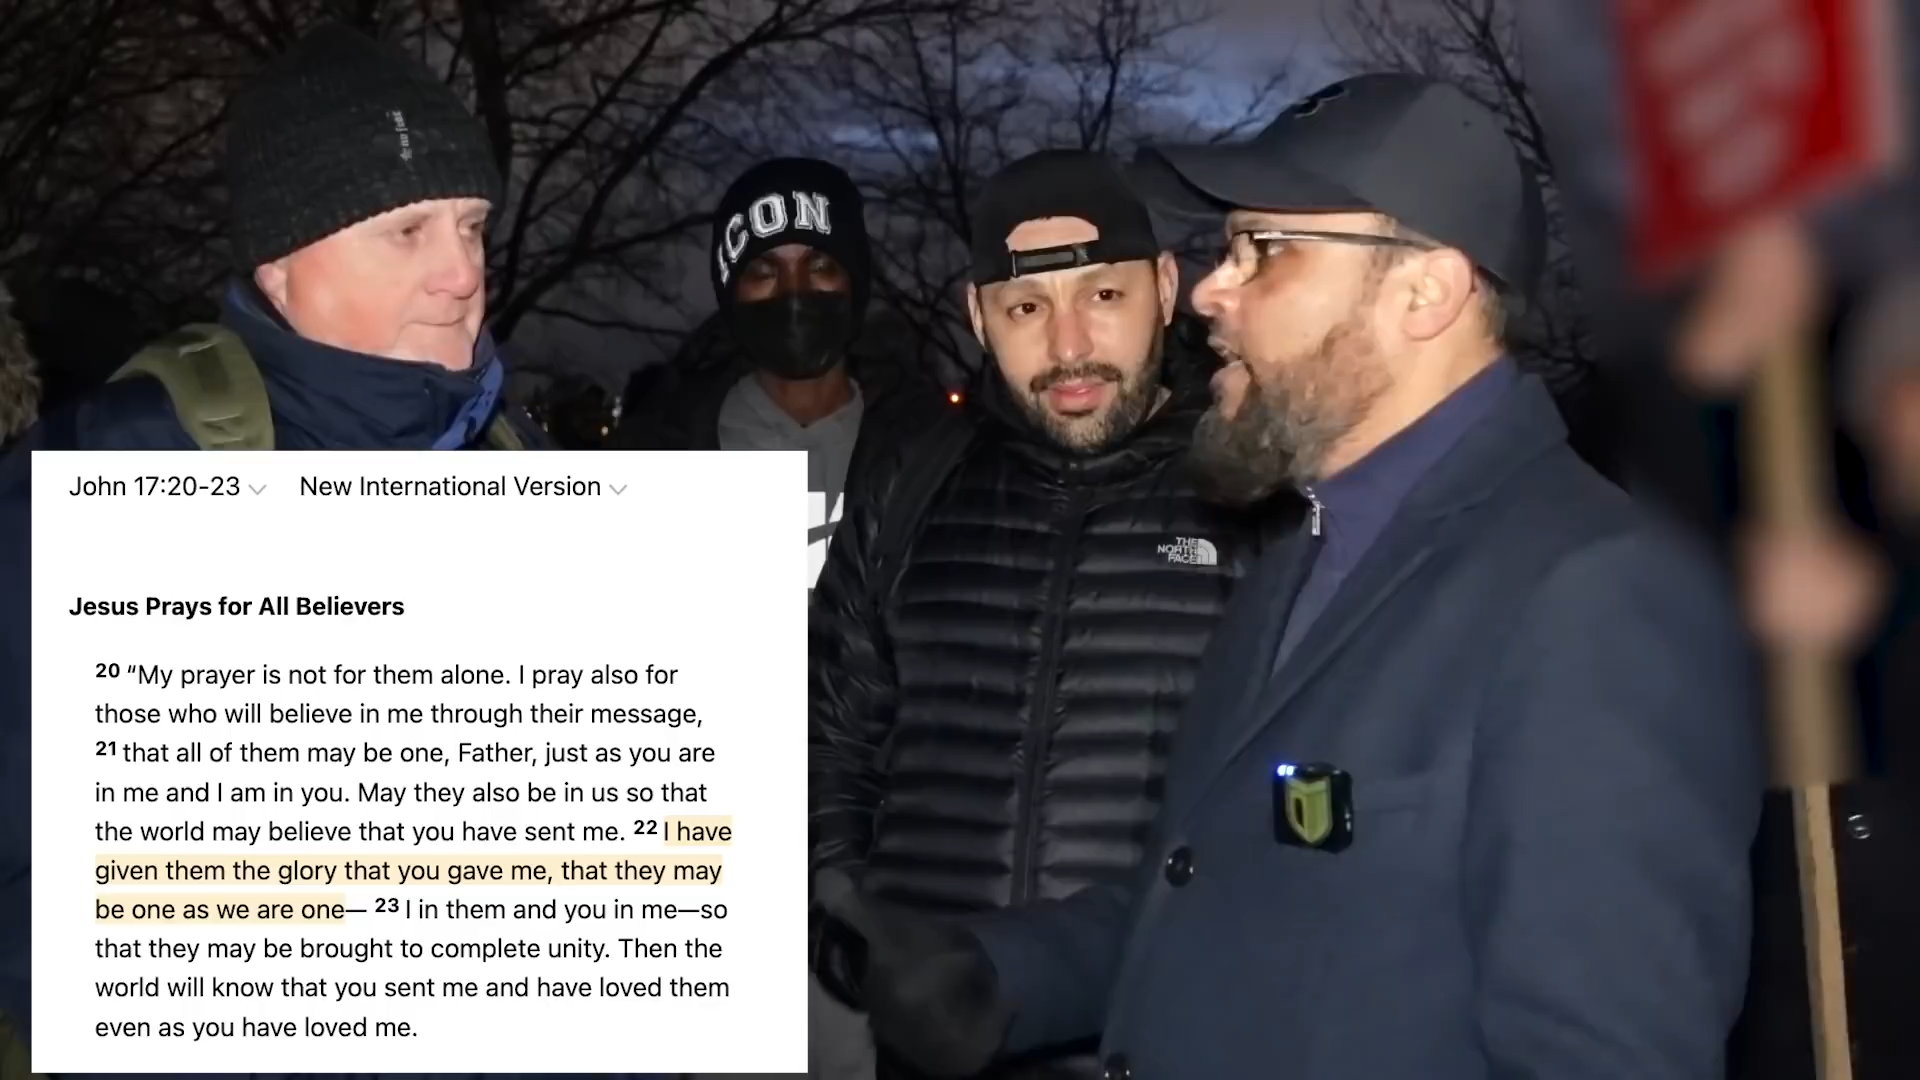 ICON
THE
NORTH
FACE
John 17:20-23 New International Version
Jesus Prays for All Believers
20 “My prayer is not for them alone. I pray also for
those who will believe in me through their message,
21 that all of them may be one, Father, just as you are
in me and I am in you. May they also be in us so that
the world may believe that you have sent me. 22 I have
given them the glory that you gave me, that they may
be one as we are one— 23 I in them and you in me—so
that they may be brought to complete unity. Then the
world will know that you sent me and have loved them
even as you have loved me.